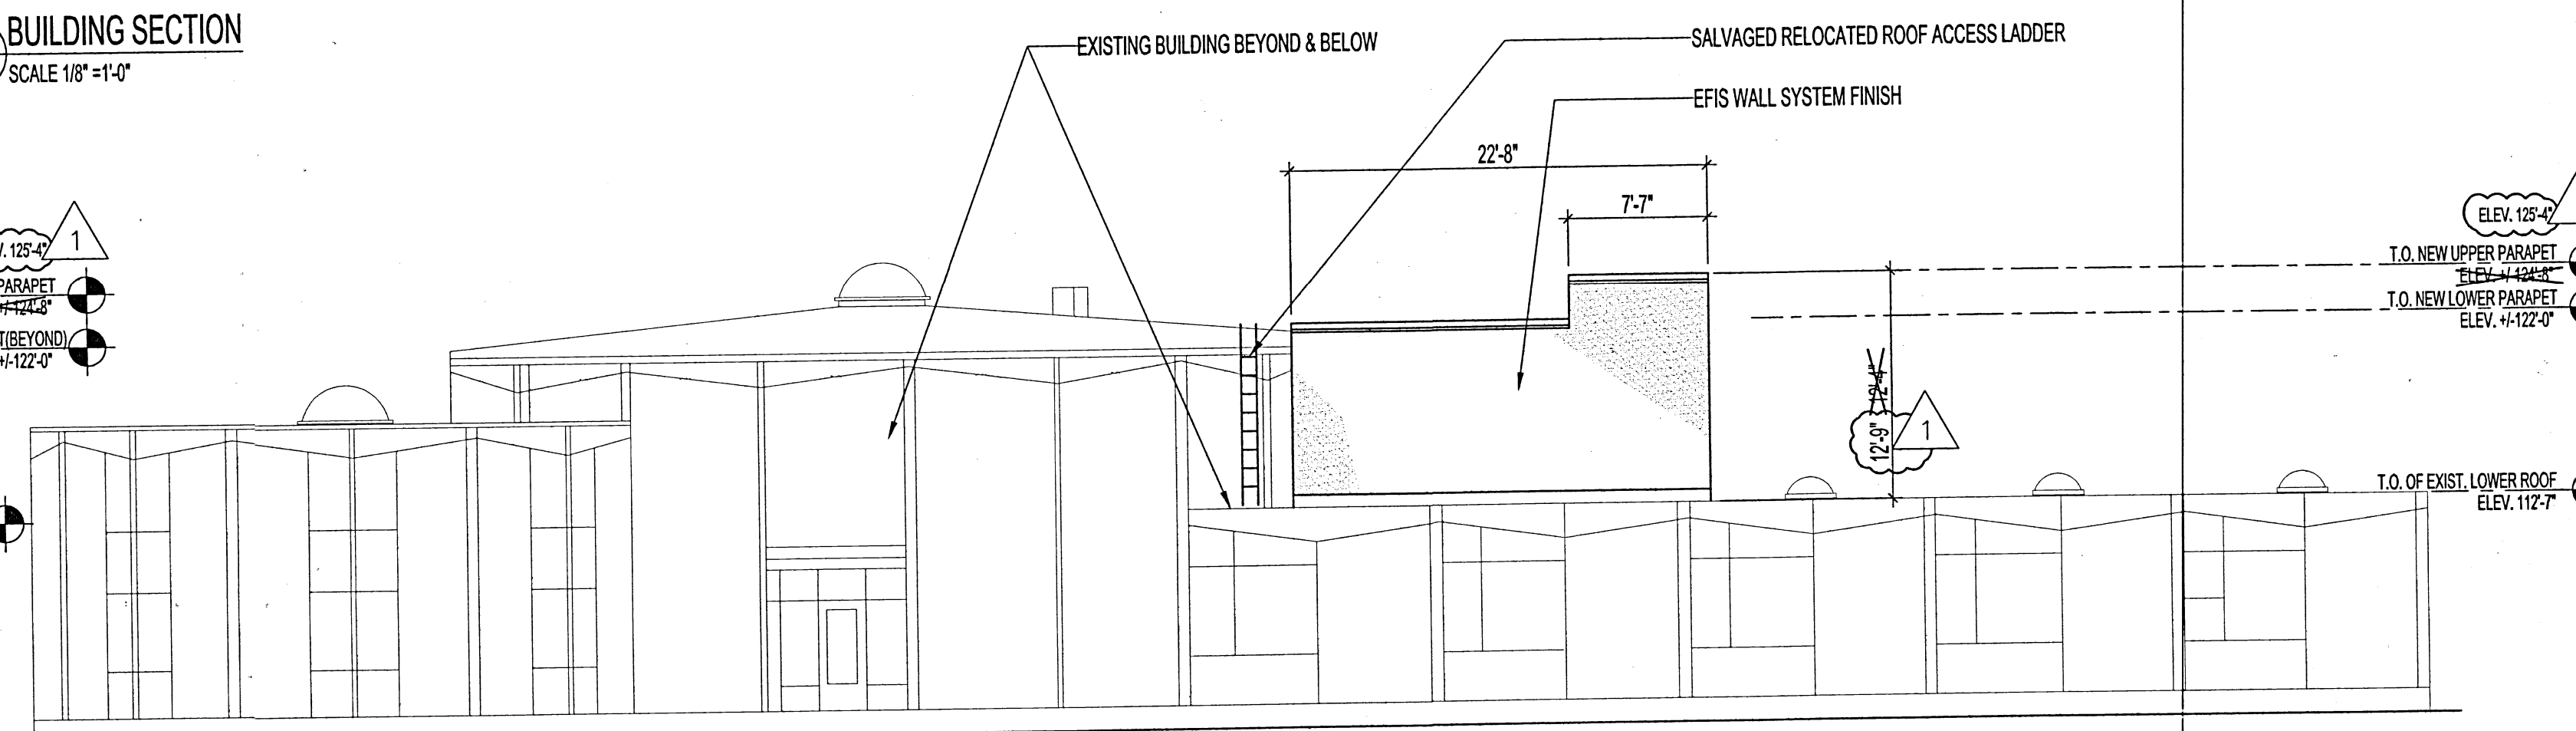 BUILDING SECTION
SCALE 1/8" =1'-0"
EXISTING BUILDING BEYOND & BELOW
SALVAGED RELOCATED ROOF ACCESS LADDER
EFIS WALL SYSTEM FINISH
22'-8"
7'-7"
. 125'-4"
1
PARAPET
+/-124'-8"
T(BEYOND)
+/-122'-0"
ELEV. 125'-4"
T.O. NEW UPPER PARAPET
ELEV. +/-124'-8"
T.O. NEW LOWER PARAPET
ELEV. +/-122'-0"
12'-4"
12'-9"
1
T.O. OF EXIST. LOWER ROOF
ELEV. 112'-7"